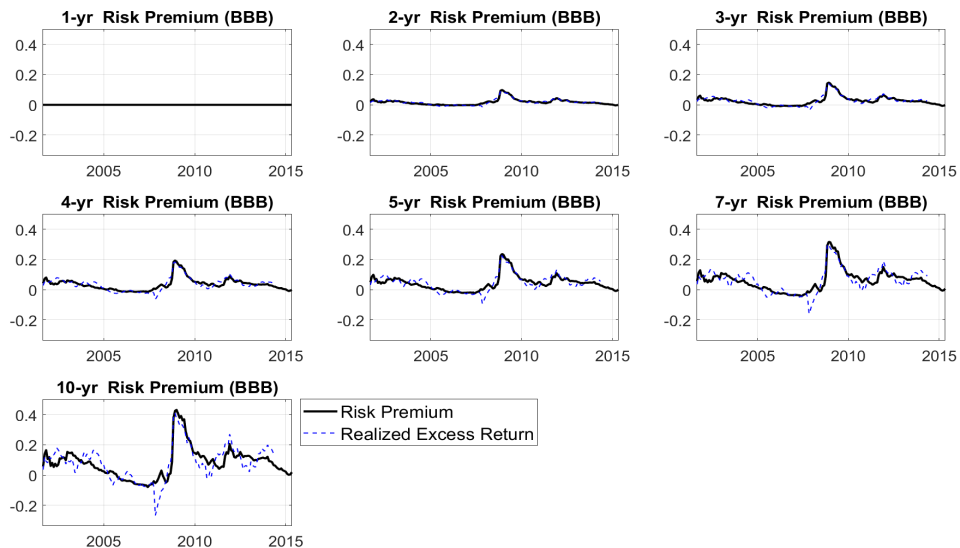 1-yr Risk Premium (BBB)
2-yr Risk Premium (BBB)
3-yr Risk Premium (BBB)
0.4
0.2
0
-0.2
2005 2010 2015
0.4
0.2
0
-0.2
2005 2010 2015
0.4
0.2
0
-0.2
2005 2010 2015
4-yr Risk Premium (BBB)
5-yr Risk Premium (BBB)
7-yr Risk Premium (BBB)
0.4
0.2
0
-0.2
2005 2010 2015
0.4
0.2
0
-0.2
2005 2010 2015
0.4
0.2
0
-0.2
2005 2010 2015
10-yr Risk Premium (BBB)
0.4
0.2
0
-0.2
2005 2010 2015
Risk Premium
Realized Excess Return